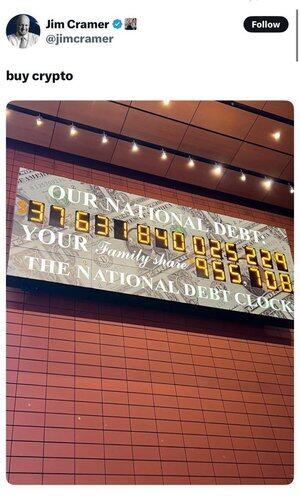 Jim Cramer
@jimcramer
Follow
buy crypto
OUR NATIONAL DEBT:
$37 631 840 025 229
YOUR Family share $955,708
THE NATIONAL DEBT CLOCK